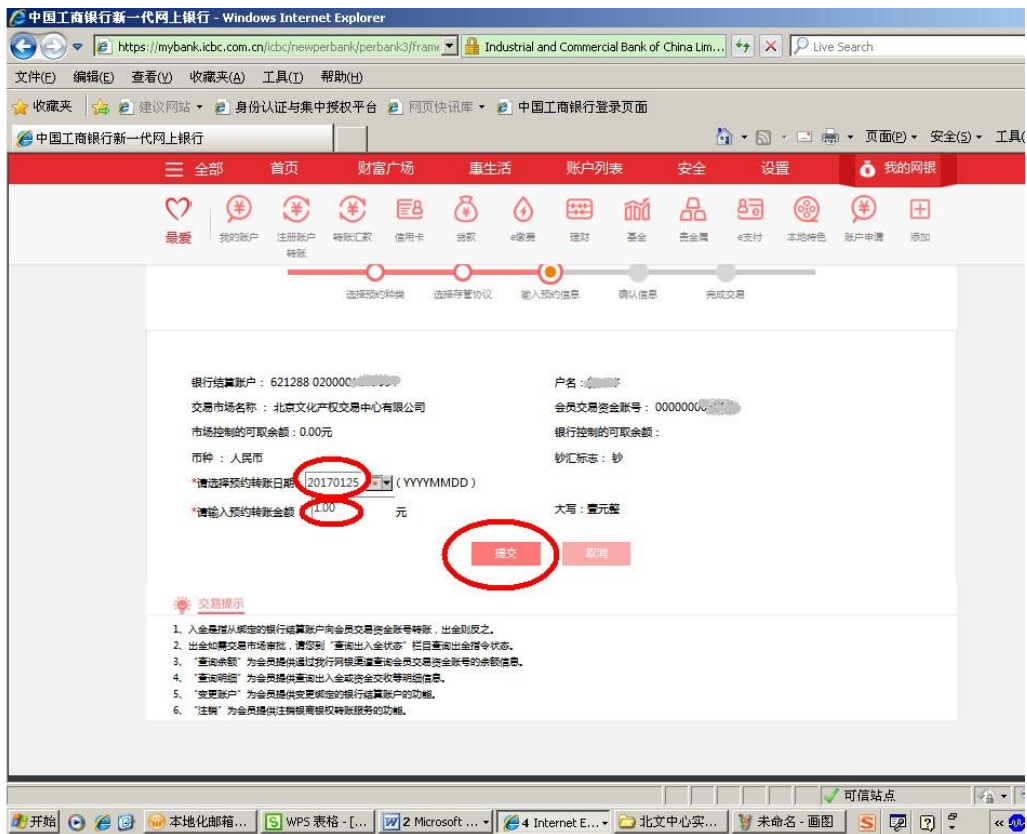 中国工商银行新一代网上银行 - Windows Internet Explorer
https://mybank.icbc.com.cn/icbc/newperbank/perbank3/frame Industrial and Commercial Bank of China Lim... Live Search
文件(F) 编辑(E) 查看(V) 收藏夹(A) 工具(T) 帮助(H)
收藏夹 建议网站 身份认证与集中授权平台 网页快讯库 中国工商银行登录页面
中国工商银行新一代网上银行 页面(P) 安全(S) 工具(
全部 首页 财富广场 惠生活 账户列表 安全 设置 我的网银
最爱 我的账户 注册账户 转账汇款 信用卡 贷款 e缴费 理财 基金 贵金属 e支付 本地特色 账户申请 添加
转账
选择预约种类 选择存管协议 输入预约信息 确认信息 完成交易
银行结算账户： 621288 02000 户名：
交易市场名称 ： 北京文化产权交易中心有限公司 会员交易资金账号： 0000000
市场控制的可取余额：0.00元 银行控制的可取余额：
币种 ： 人民币 钞汇标志： 钞
*请选择预约转账日期 20170125 ( YYYYMMDD )
*请输入预约转账金额 1.00 元 大写：壹元整
提交 取消
交易提示
1、入金是指从绑定的银行结算账户向会员交易资金账号转账，出金则反之。
2、出金如需交易市场审批，请您到“查询出入金状态”栏目查询出金指令状态。
3、“查询余额”为会员提供通过我行网银渠道查询会员交易资金账号的余额信息。
4、“查询明细”为会员提供查询出入金或资金交收等明细信息。
5、“变更账户”为会员提供变更绑定的银行结算账户的功能。
6、“注销”为会员提供注销银商银权转账服务的功能。
可信站点
开始 本地化邮箱... WPS 表格 - [... 2 Microsoft ... 4 Internet E... 北文中心实... 未命名 - 画图